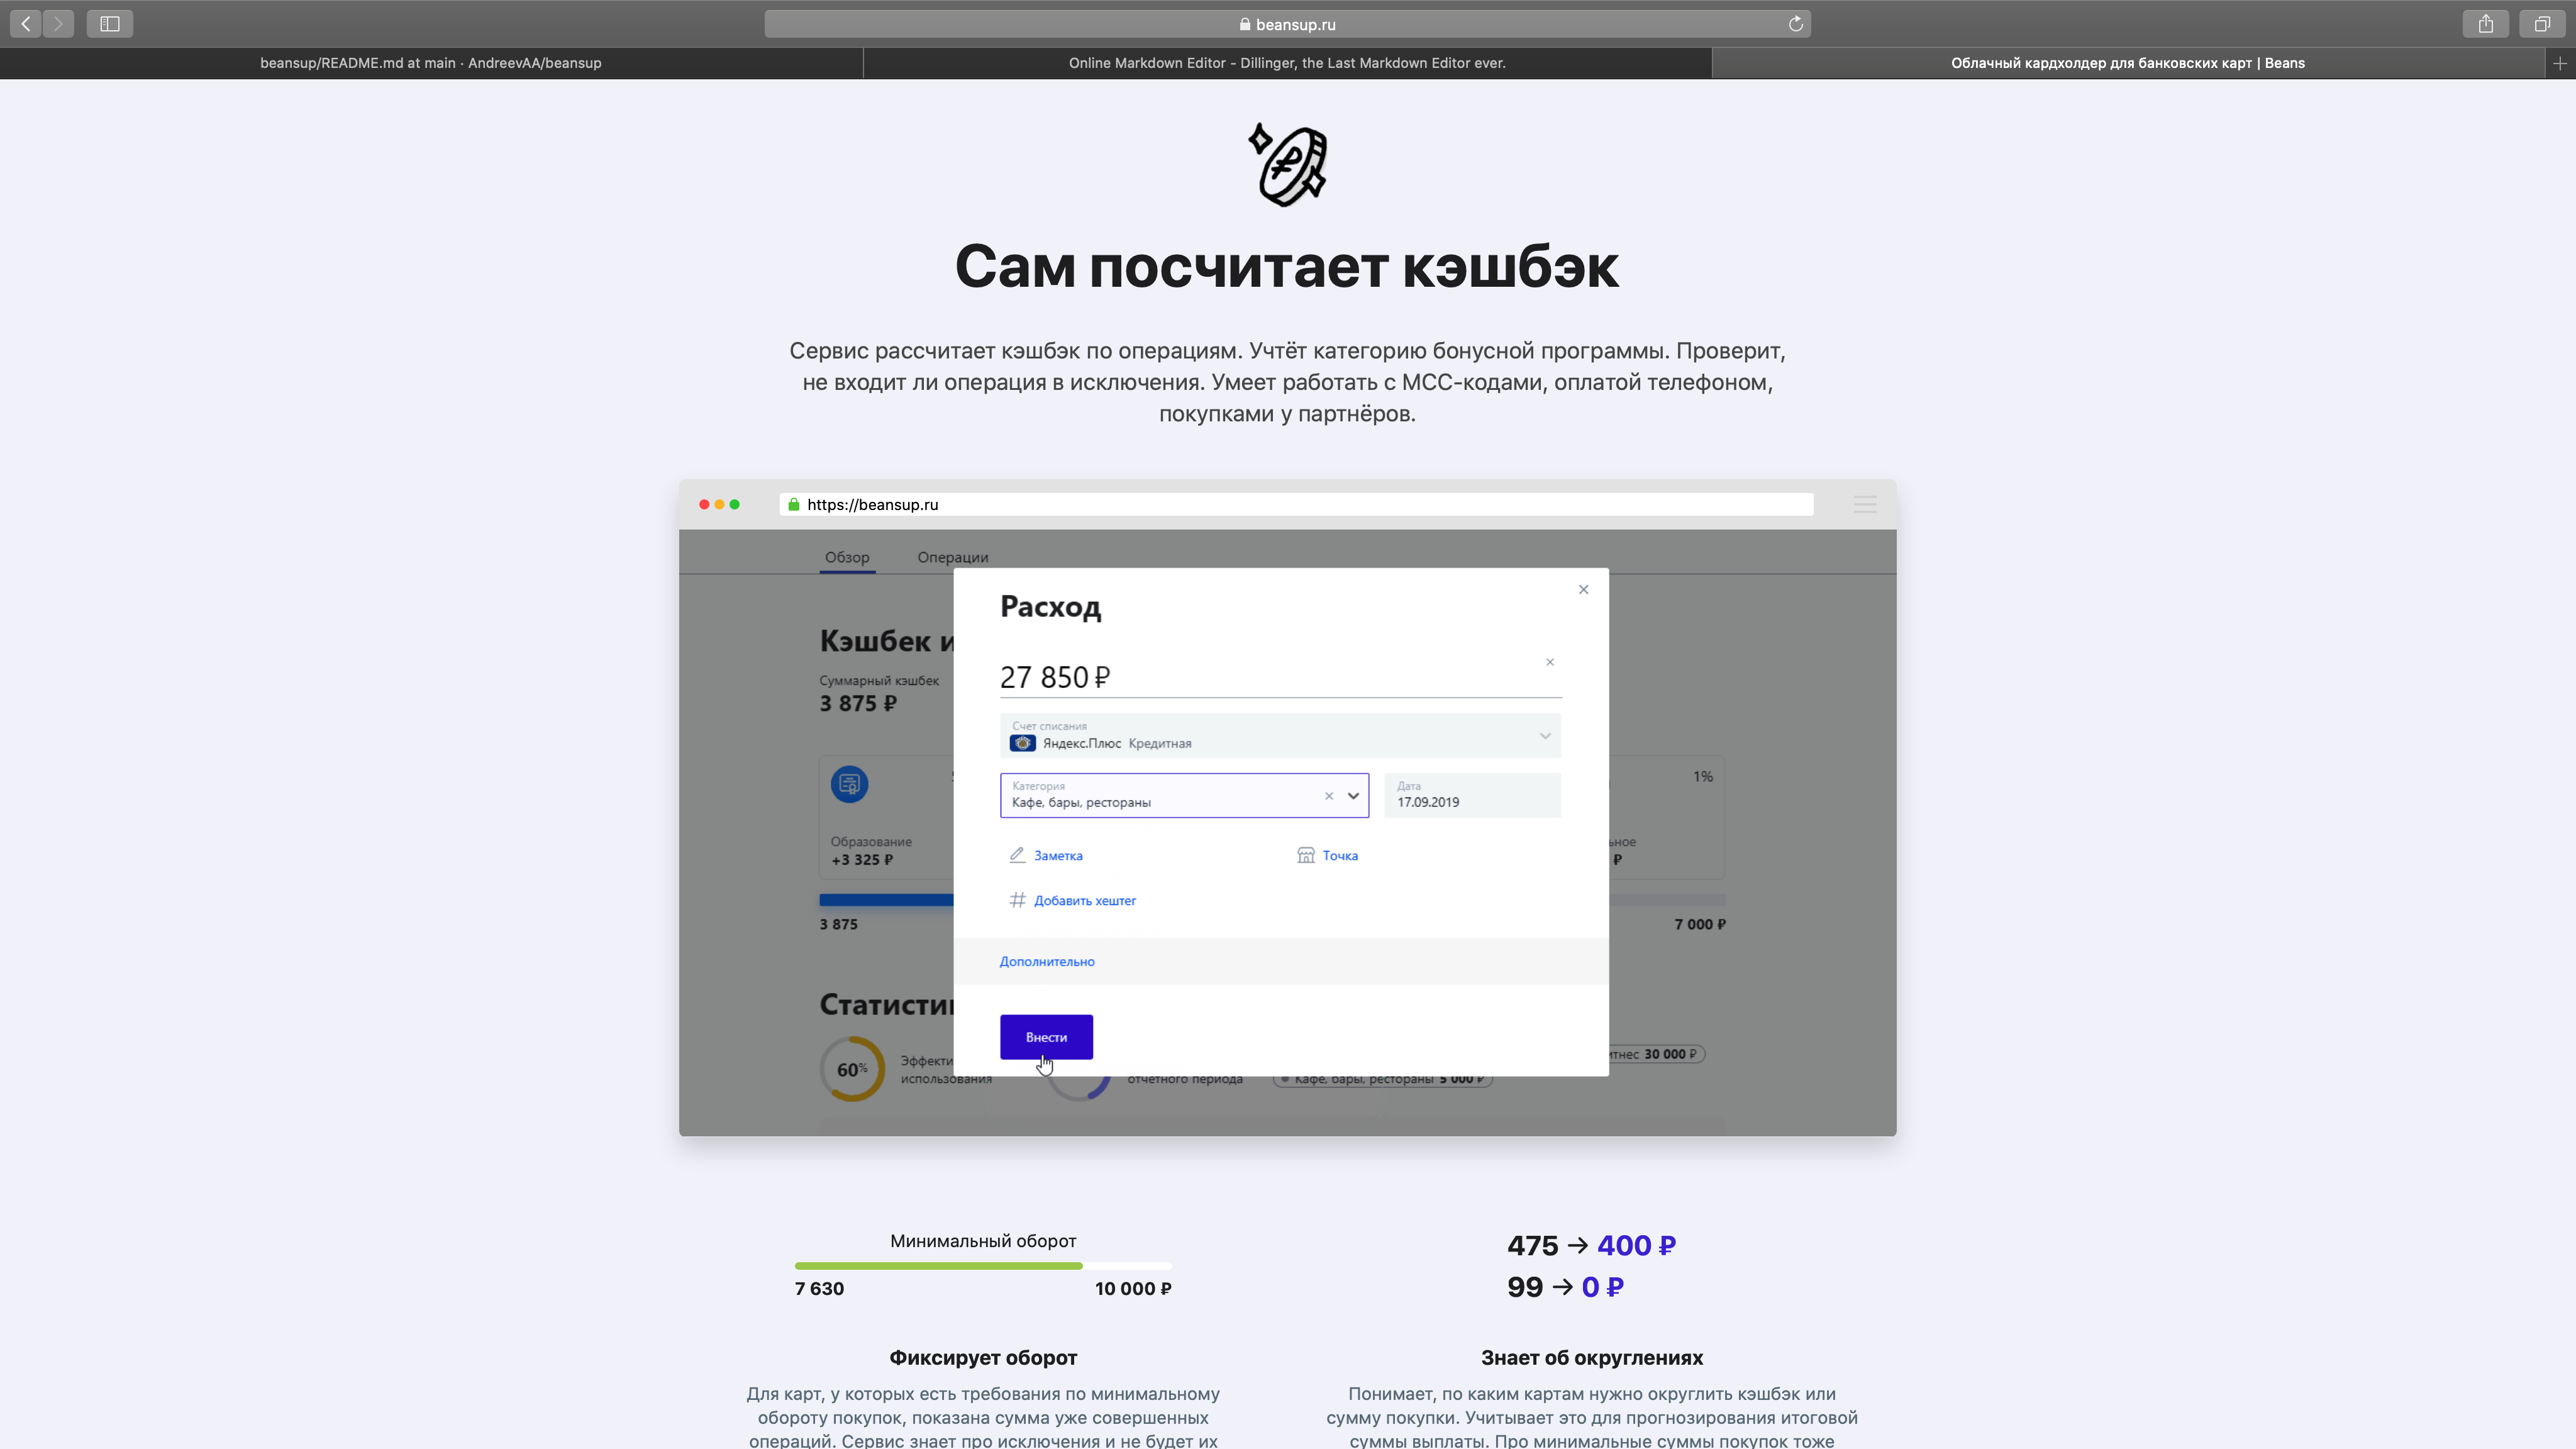 beansup.ru
beansup/README.md at main · AndreevAA/beansup
Online Markdown Editor - Dillinger, the Last Markdown Editor ever.
Облачный кардхолдер для банковских карт | Beans
Сам посчитает кэшбэк
Сервис рассчитает кэшбэк по операциям. Учтёт категорию бонусной программы. Проверит,
не входит ли операция в исключения. Умеет работать с МСС-кодами, оплатой телефоном,
покупками у партнёров.
https://beansup.ru
Обзор Операции
Кэшбек и
Суммарный кэшбек
3 875 ₽
Образование
+3 325 ₽
3 875
Расход
27 850 ₽
Счет списания
Яндекс.Плюс Кредитная
Категория
Кафе, бары, рестораны
Дата
17.09.2019
Заметка
Точка
# Добавить хештег
Дополнительно
Внести
1%
₽
7 000 ₽
60%
использования
отчетного периода
Кафе, бары, рестораны 5 000 ₽
30 000 ₽
Минимальный оборот
7 630 10 000 ₽
Фиксирует оборот
Для карт, у которых есть требования по минимальному
обороту покупок, показана сумма уже совершенных
операций. Сервис знает про исключения и не будет их
475 → 400 ₽
99 → 0 ₽
Знает об округлениях
Понимает, по каким картам нужно округлить кэшбэк или
сумму покупки. Учитывает это для прогнозирования итоговой
суммы выплаты. Про минимальные суммы покупок тоже